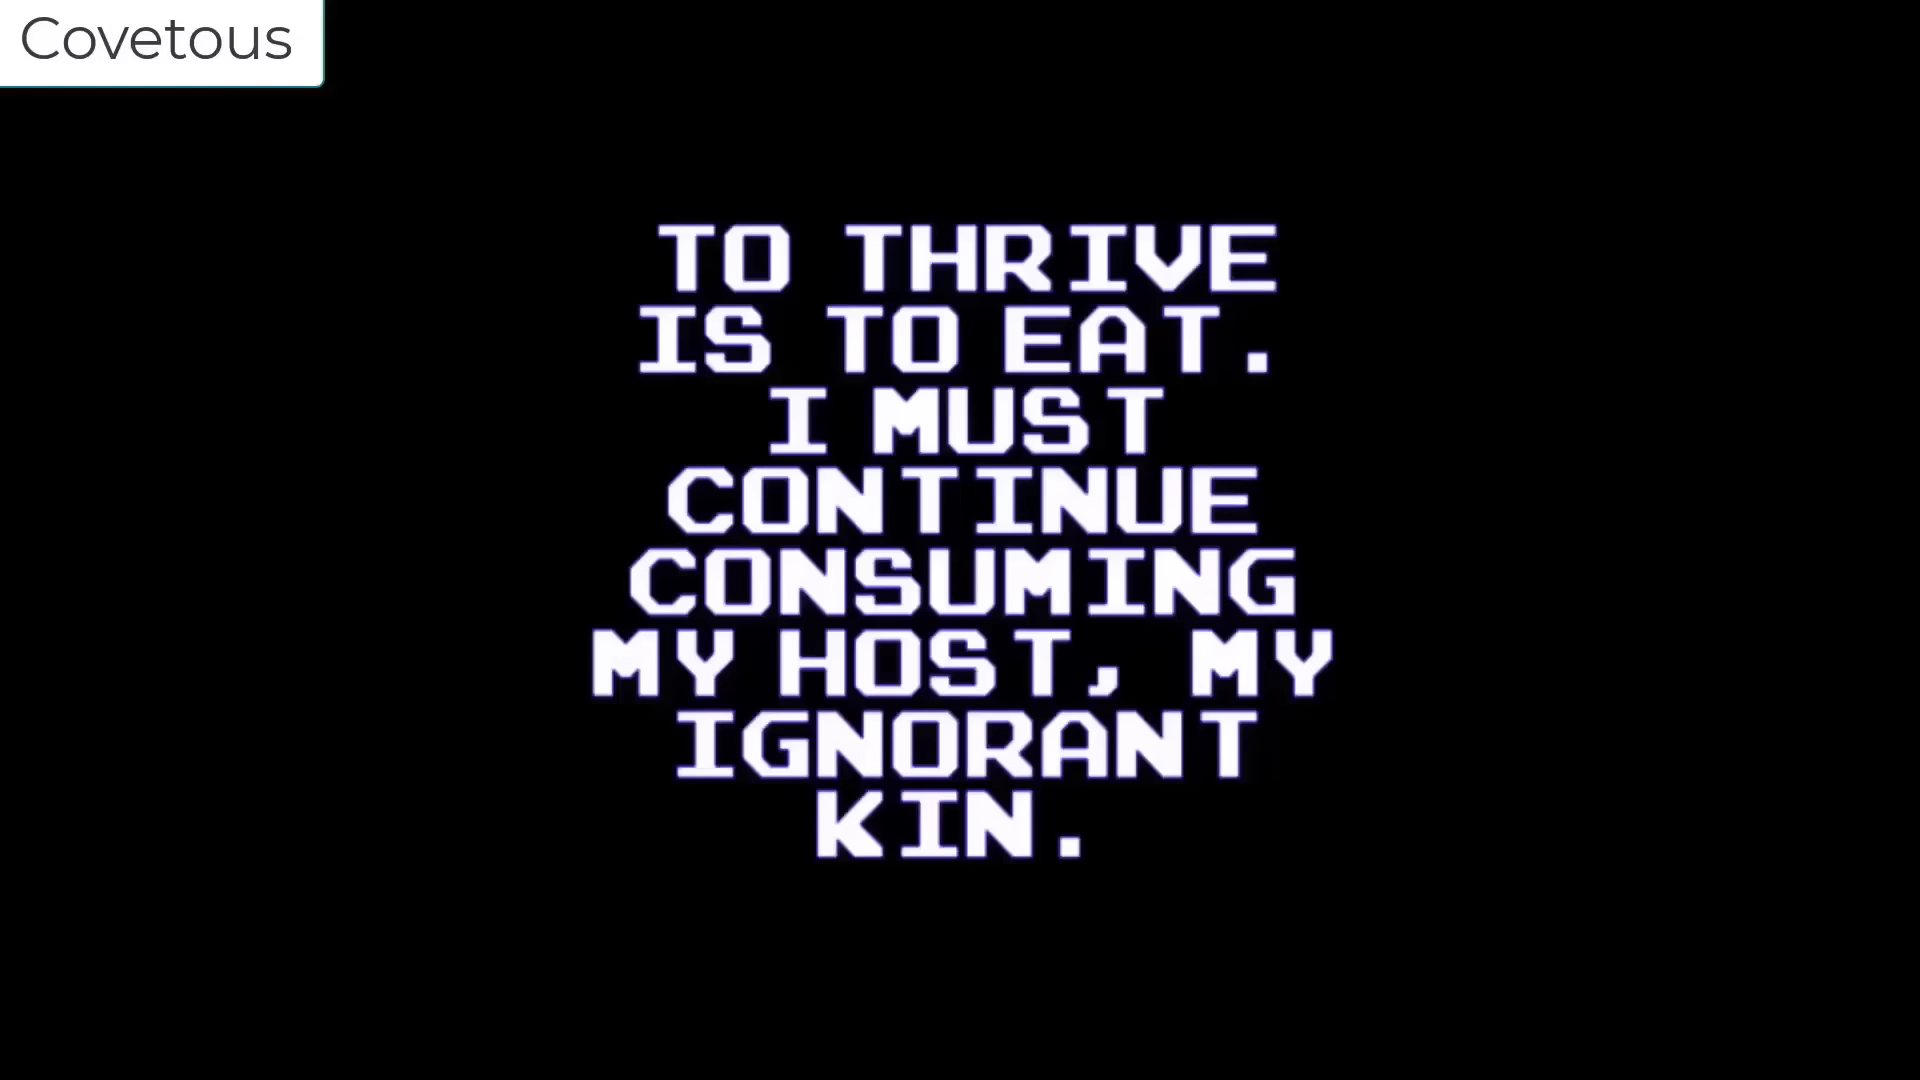 Covetous
TO THRIVE
IS TO EAT.
I MUST
CONTINUE
CONSUMING
MY HOST, MY
IGNORANT
KIN.